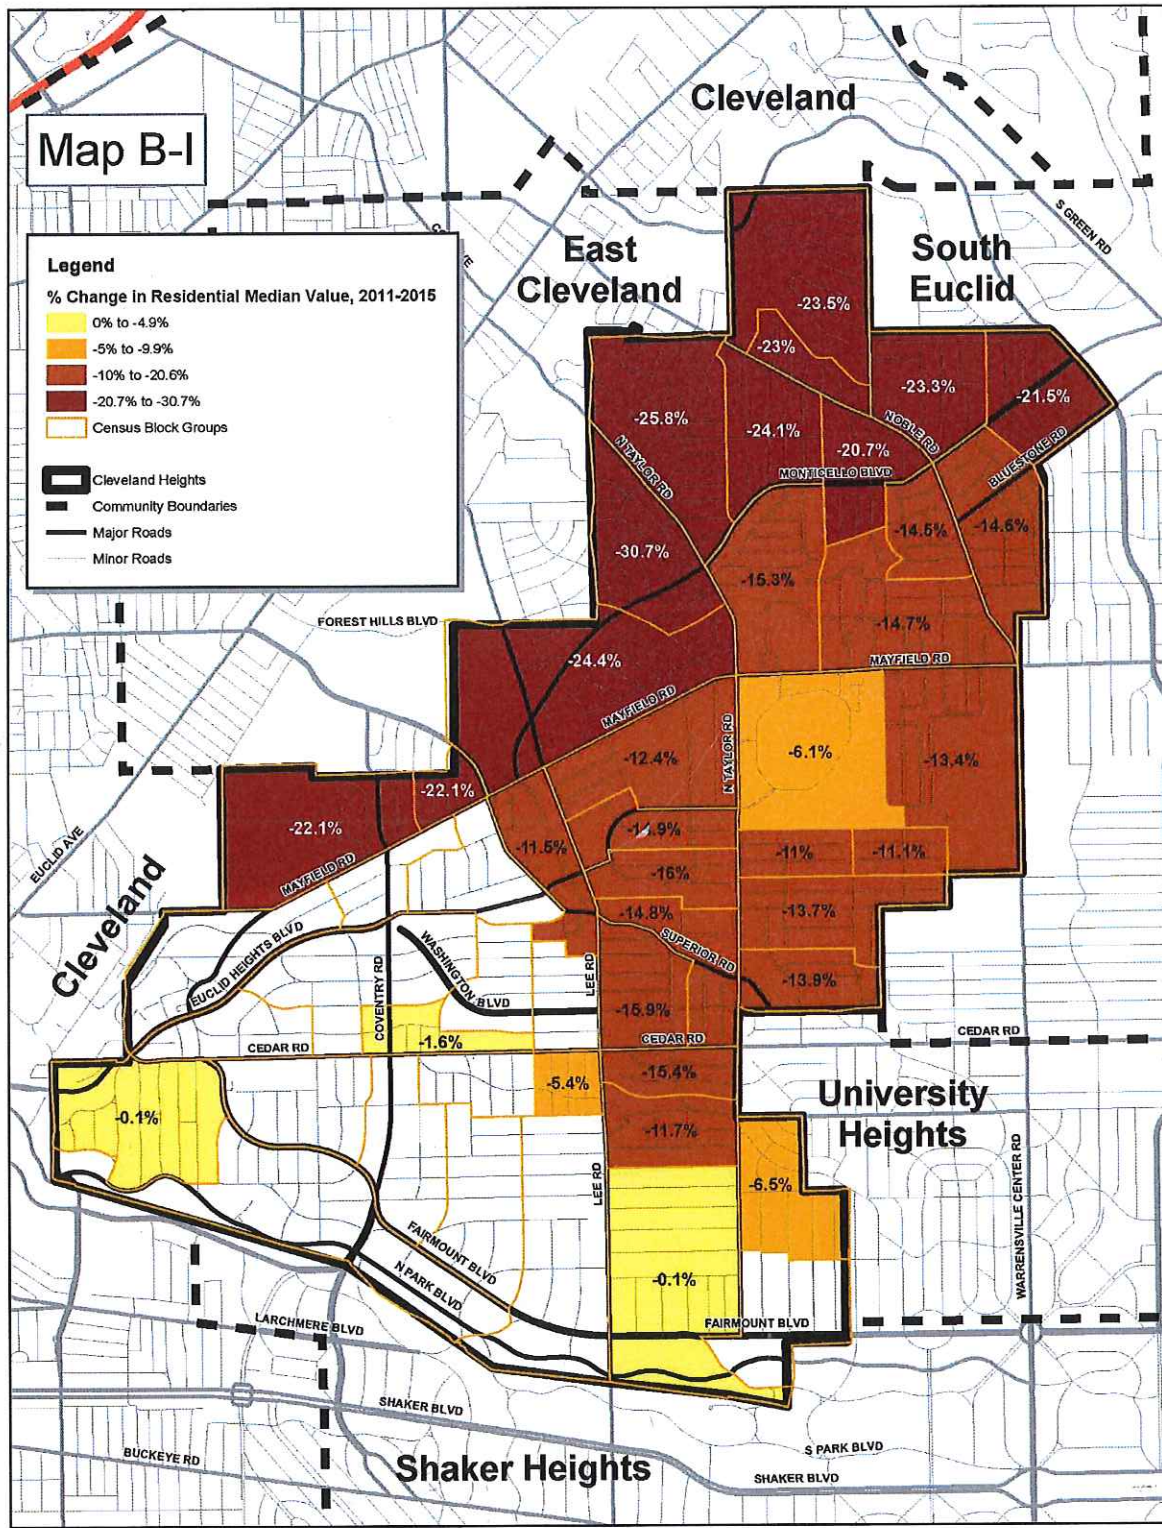 Map B-I
Legend
% Change in Residential Median Value, 2011-2015
0% to -4.9%
-5% to -9.9%
-10% to -20.6%
-20.7% to -30.7%
Census Block Groups
Cleveland Heights
Community Boundaries
Major Roads
Minor Roads
Cleveland
S GREEN RD
East
Cleveland
South
Euclid
-23.5%
-23%
-23.3%
-21.5%
-25.8%
-24.1%
-20.7%
NOBLE RD
N TAYLOR RD
MONTICELLO BLVD
BLUESTONE RD
-14.5%
-14.6%
-30.7%
-15.3%
-14.7%
FOREST HILLS BLVD
-24.4%
MAYFIELD RD
MAYFIELD RD
N TAYLOR RD
-12.4%
-6.1%
-13.4%
-22.1%
-22.1%
EUCLID AVE
MAYFIELD RD
-11.5%
-14.9%
-11%
-11.1%
-16%
-14.8%
-13.7%
Cleveland
EUCLID HEIGHTS BLVD
COVENTRY RD
WASHINGTON BLVD
LEE RD
SUPERIOR RD
-13.9%
-15.9%
CEDAR RD
-1.6%
CEDAR RD
CEDAR RD
-5.4%
-15.4%
University
Heights
-0.1%
-11.7%
LEE RD
-6.5%
WARRENSVILLE CENTER RD
FAIRMOUNT BLVD
N PARK BLVD
-0.1%
LARCHMERE BLVD
FAIRMOUNT BLVD
SHAKER BLVD
BUCKEYE RD
Shaker Heights
S PARK BLVD
SHAKER BLVD